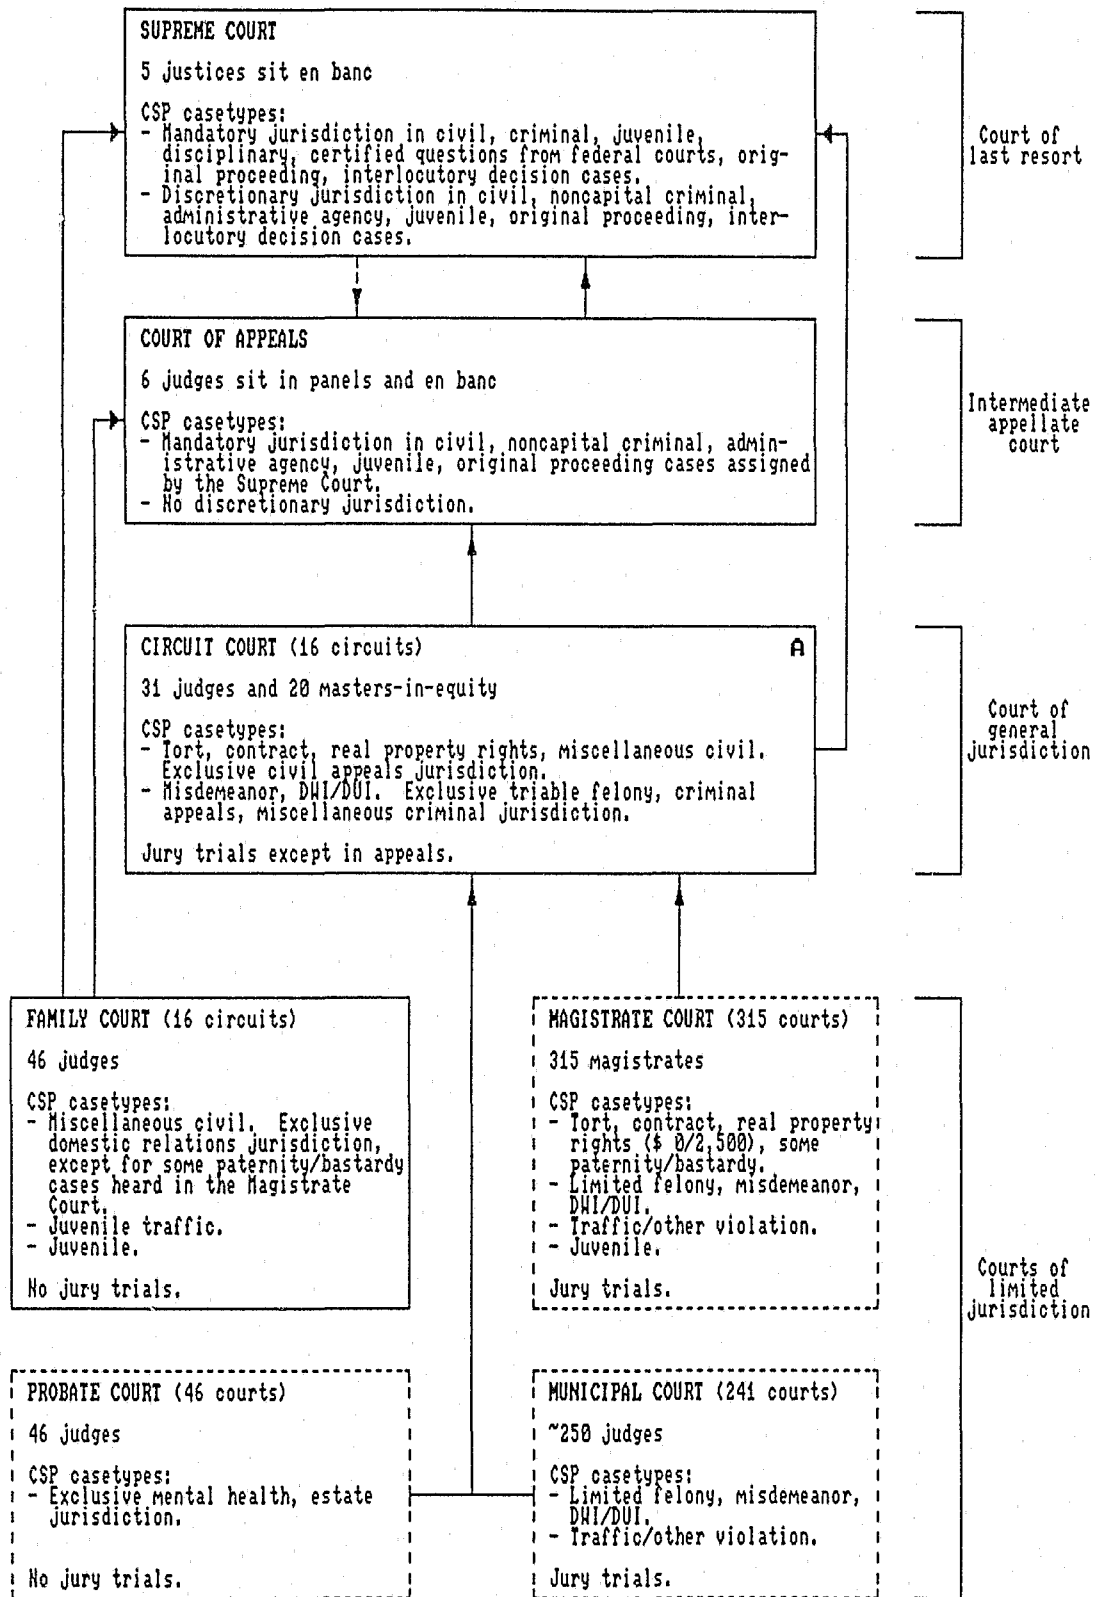 SUPREME COURT
5 justices sit en banc
CSP casetypes:
- Mandatory jurisdiction in civil, criminal, juvenile,
disciplinary, certified questions from federal courts, orig-
inal proceeding, interlocutory decision cases.
- Discretionary jurisdiction in civil, noncapital criminal,
administrative agency, juvenile, original proceeding, inter-
locutory decision cases.
Court of
last resort
COURT OF APPEALS
6 judges sit in panels and en banc
CSP casetypes:
- Mandatory jurisdiction in civil, noncapital criminal, admin-
istrative agency, juvenile, original proceeding cases assigned
by the Supreme Court.
- No discretionary jurisdiction.
Intermediate
appellate
court
CIRCUIT COURT (16 circuits) A
31 judges and 20 masters-in-equity
CSP casetypes:
- Tort, contract, real property rights, miscellaneous civil.
Exclusive civil appeals jurisdiction.
- Misdemeanor, DWI/DUI. Exclusive triable felony, criminal
appeals, miscellaneous criminal jurisdiction.
Jury trials except in appeals.
Court of
general
jurisdiction
FAMILY COURT (16 circuits)
46 judges
CSP casetypes:
- Miscellaneous civil. Exclusive
domestic relations jurisdiction,
except for some paternity/bastardy
cases heard in the Magistrate
Court.
- Juvenile traffic.
- Juvenile.
No jury trials.
MAGISTRATE COURT (315 courts)
315 magistrates
CSP casetypes:
- Tort, contract, real property
rights ($ 0/2,500), some
paternity/bastardy.
- Limited felony, misdemeanor,
DWI/DUI.
- Traffic/other violation.
- Juvenile.
Jury trials.
Courts of
limited
jurisdiction
PROBATE COURT (46 courts)
46 judges
CSP casetypes:
- Exclusive mental health, estate
jurisdiction.
No jury trials.
MUNICIPAL COURT (241 courts)
~250 judges
CSP casetypes:
- Limited felony, misdemeanor,
DWI/DUI.
- Traffic/other violation.
Jury trials.